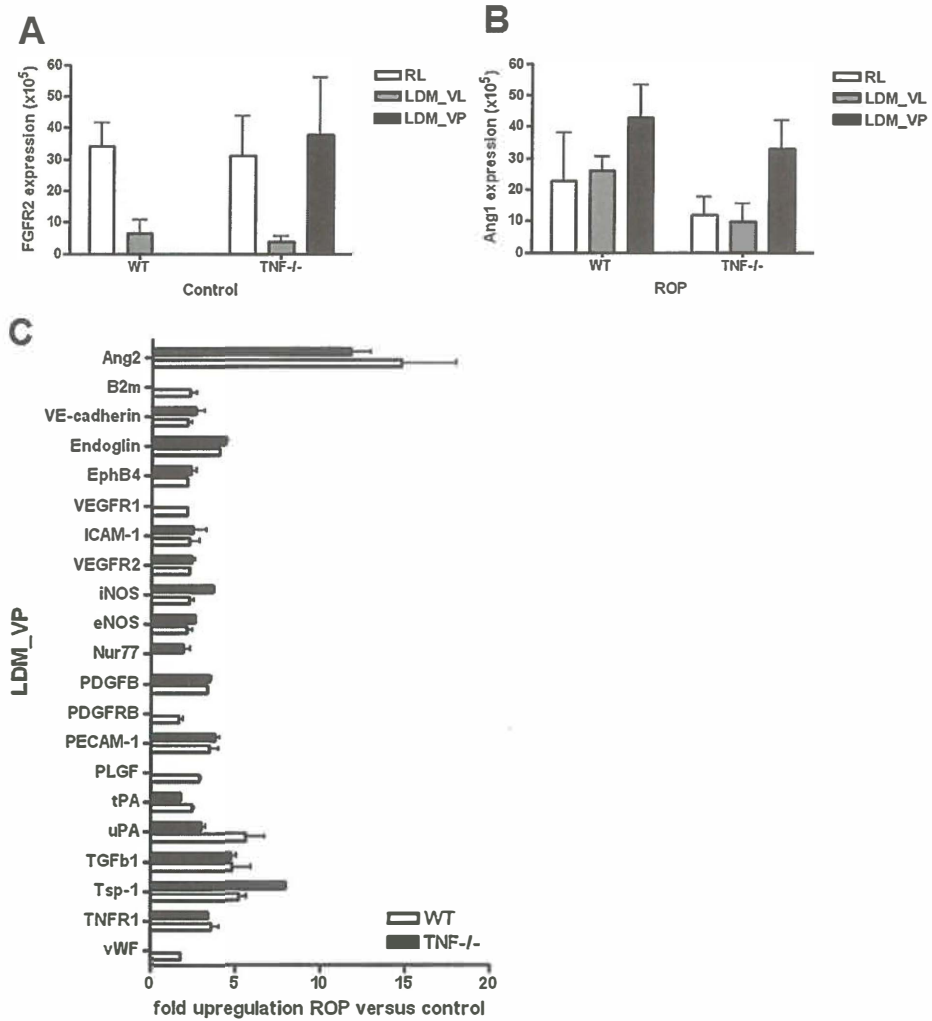 A
FGFR2 expression (x10⁵)
60
50
40
30
20
10
0
WT
TNF-/-
Control
RL
LDM_VL
LDM_VP
B
Ang1 expression (x10⁵)
60
50
40
30
20
10
0
WT
TNF-/-
ROP
RL
LDM_VL
LDM_VP
C
LDM_VP
Ang2
B2m
VE-cadherin
Endoglin
EphB4
VEGFR1
ICAM-1
VEGFR2
iNOS
eNOS
Nur77
PDGFB
PDGFRB
PECAM-1
PLGF
tPA
uPA
TGFb1
Tsp-1
TNFR1
vWF
WT
TNF-/-
0 5 10 15 20
fold upregulation ROP versus control